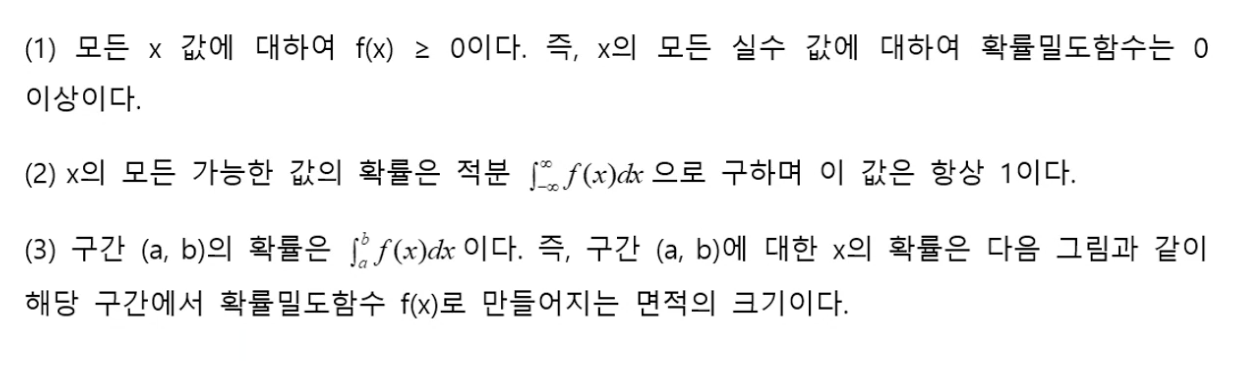 (1) 모든 x 값에 대하여 f(x) ≥ 0이다. 즉, x의 모든 실수 값에 대하여 확률밀도함수는 0
이상이다.
(2) x의 모든 가능한 값의 확률은 적분 ∫_{-∞}^{∞} f(x)dx 으로 구하며 이 값은 항상 1이다.
(3) 구간 (a, b)의 확률은 ∫_{a}^{b} f(x)dx 이다. 즉, 구간 (a, b)에 대한 x의 확률은 다음 그림과 같이
해당 구간에서 확률밀도함수 f(x)로 만들어지는 면적의 크기이다.